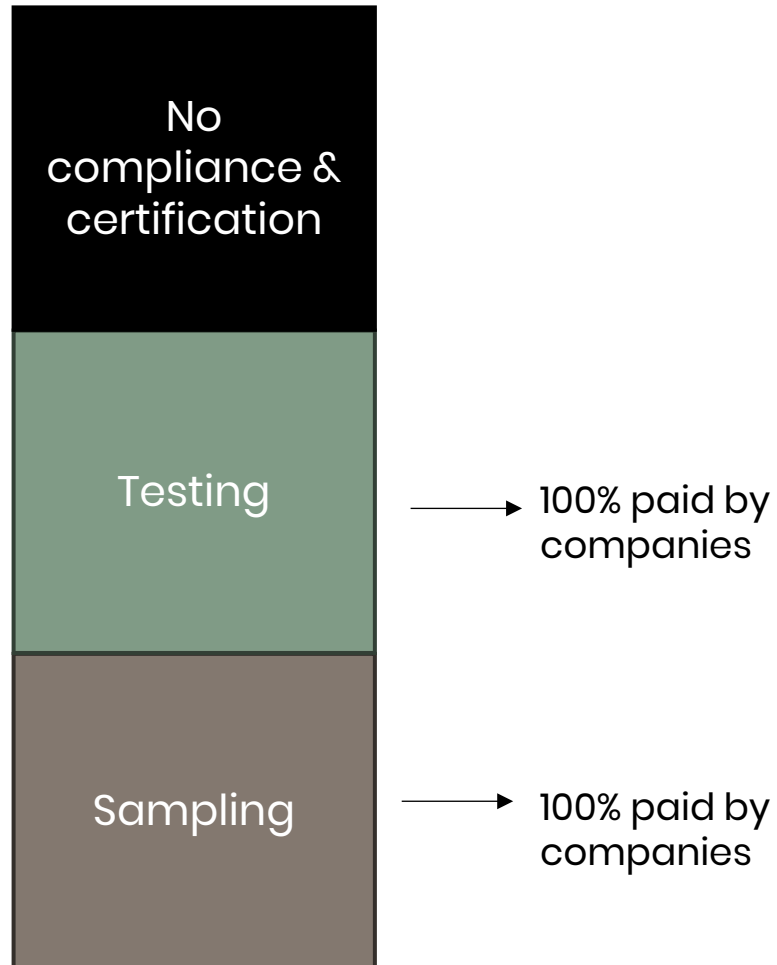 No
compliance &
certification
Testing
100% paid by
companies
Sampling
100% paid by
companies